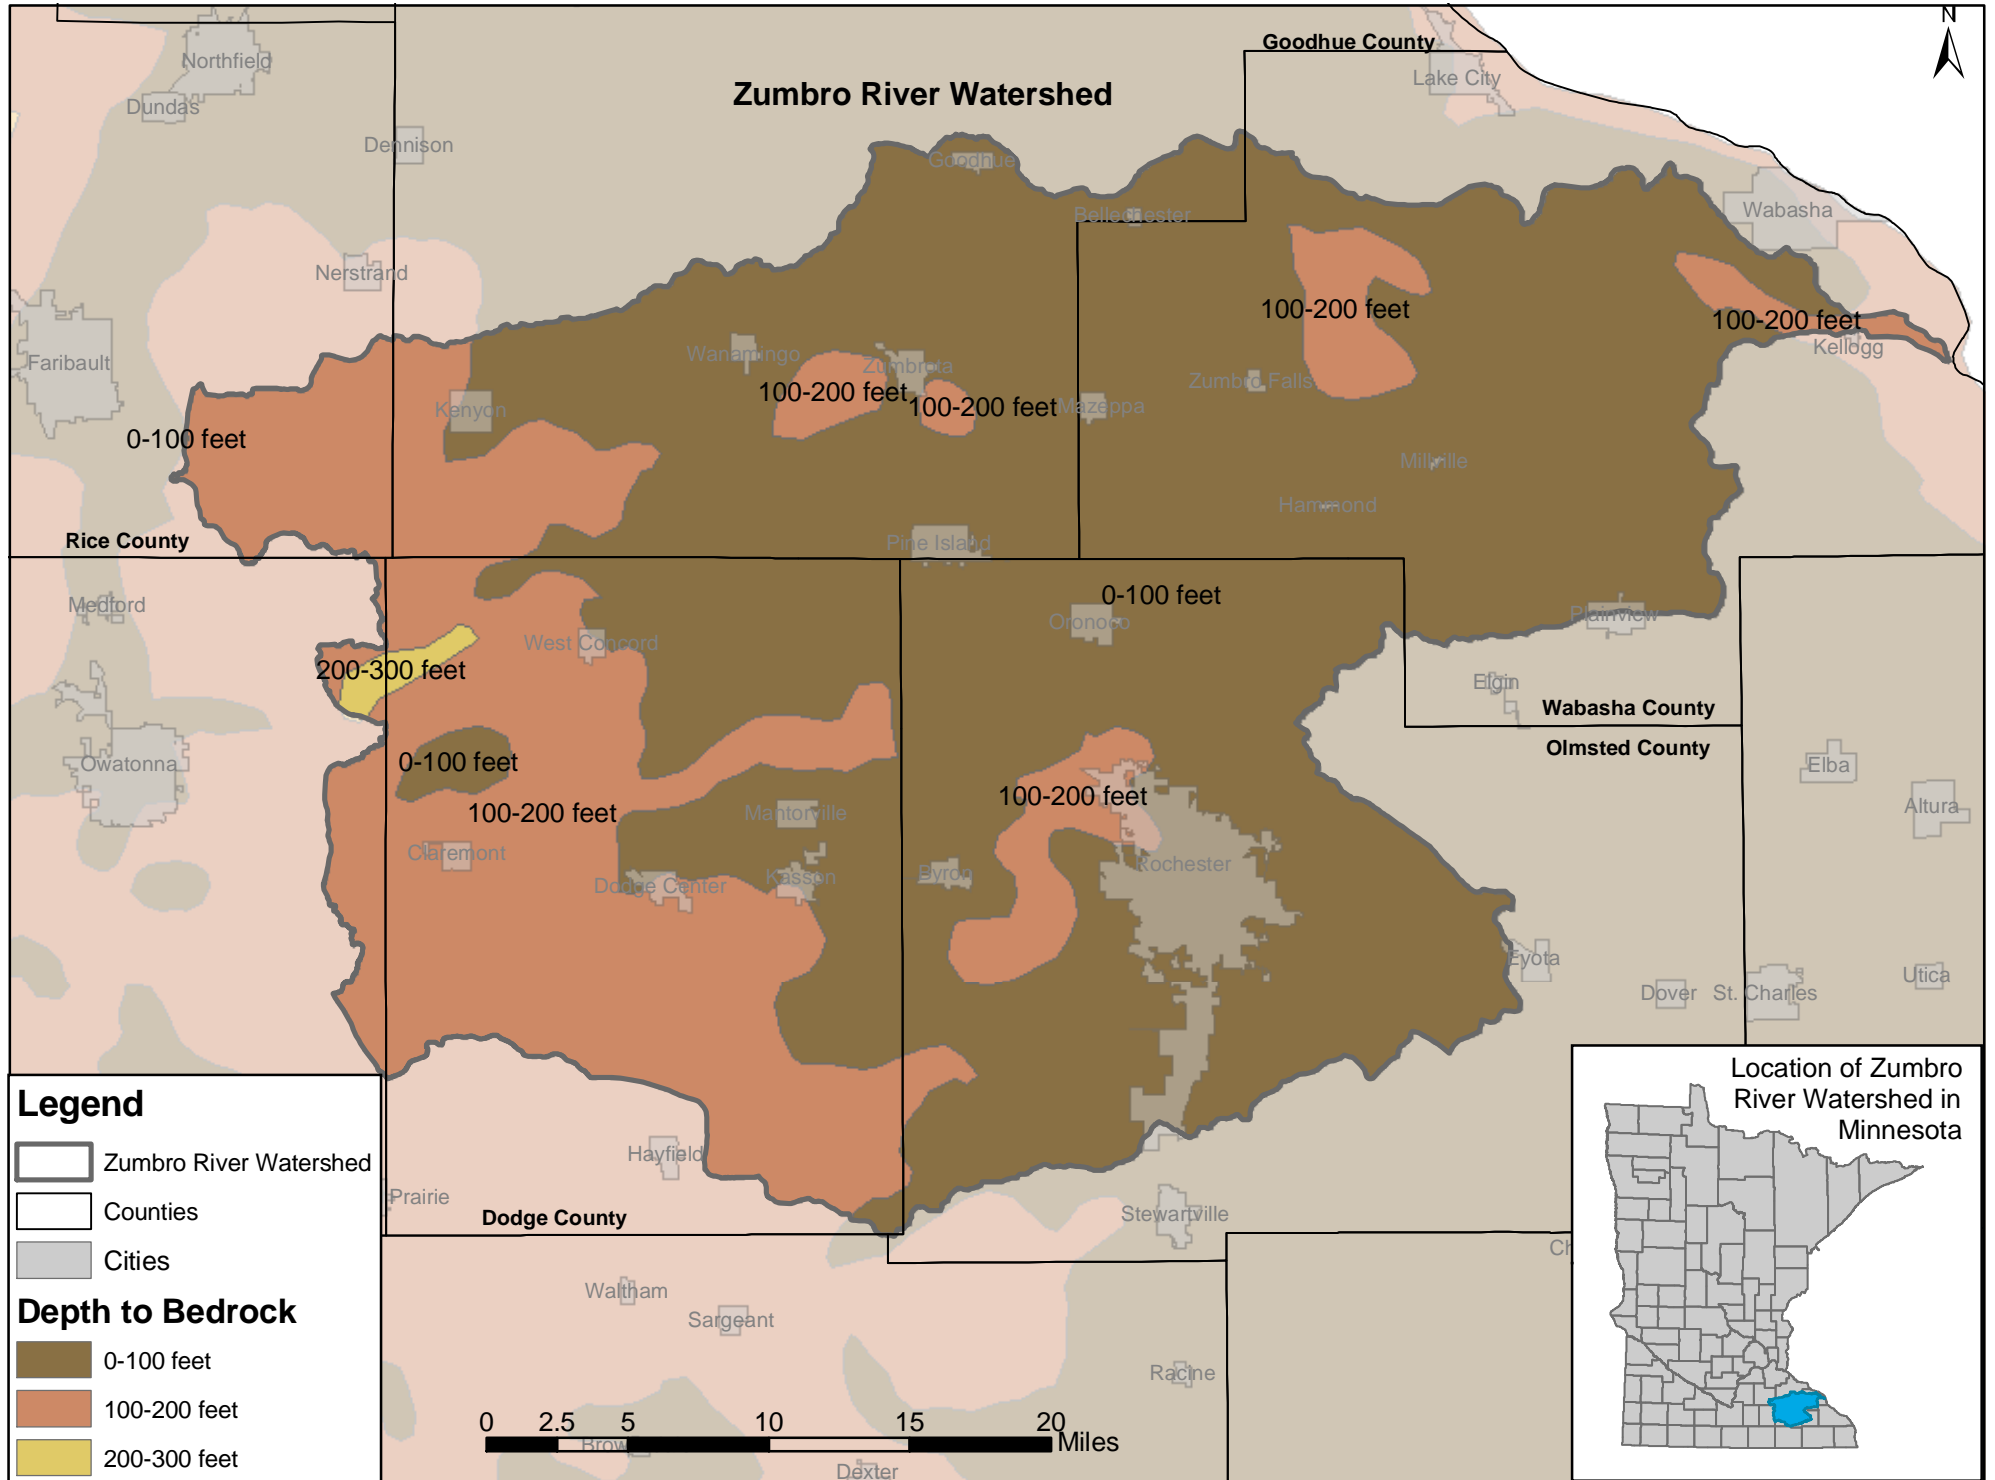 N
Goodhue County
Northfield
Lake City
Zumbro River Watershed
Dundas
Dennison
Goodhue
Bellechester
Wabasha
Nerstrand
100-200 feet
100-200 feet
Kellogg
Faribault
Wanamingo
Zumbrota
100-200 feet
100-200 feet
Zumbro Falls
Mazeppa
Kenyon
0-100 feet
Millville
Hammond
Rice County
Pine Island
Medford
0-100 feet
Oronoco
Plainview
West Concord
200-300 feet
Elgin
Wabasha County
Olmsted County
Owatonna
0-100 feet
Elba
100-200 feet
100-200 feet
Mantorville
Altura
Claremont
Dodge Center
Kasson
Byron
Rochester
Eyota
Dover
St. Charles
Utica
Hayfield
Prairie
Dodge County
Stewartville
Ch
Waltham
Sargeant
Racine
Brow
Dexter
0 2.5 5 10 15 20
Miles
Legend
Zumbro River Watershed
Counties
Cities
Depth to Bedrock
0-100 feet
100-200 feet
200-300 feet
Location of Zumbro
River Watershed in
Minnesota